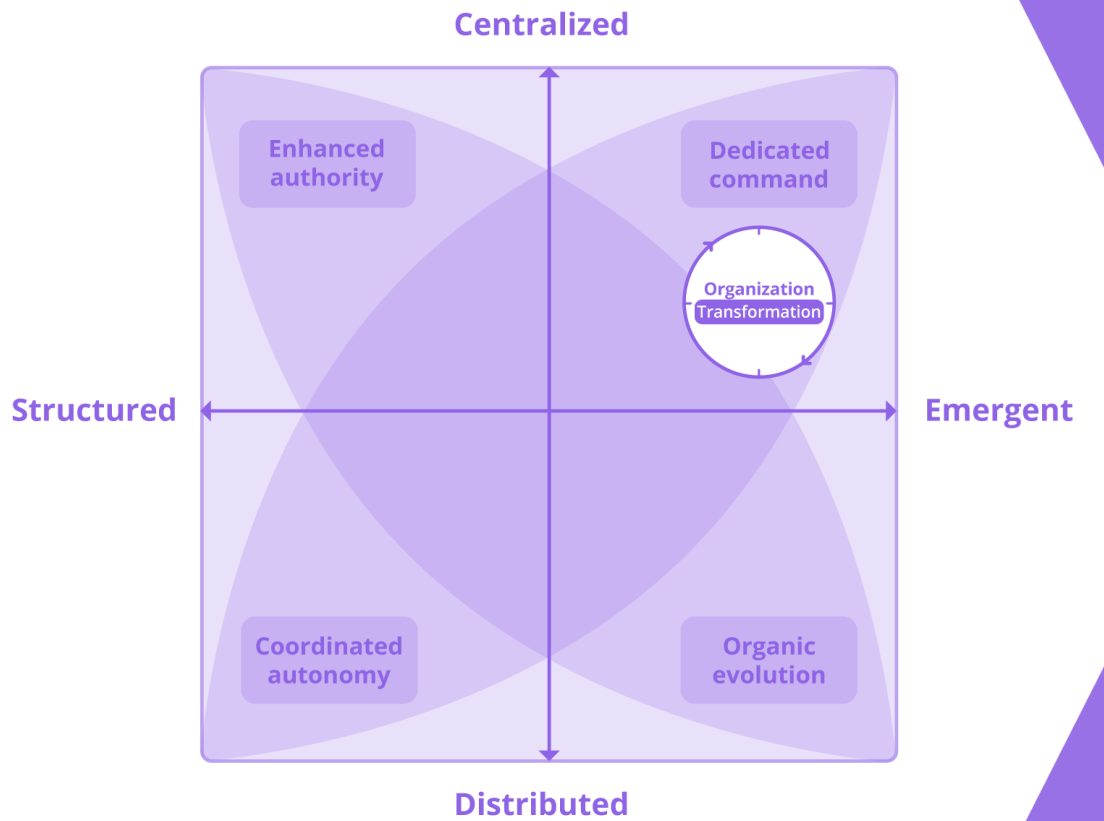 Centralized
Enhanced
authority
Dedicated
command
Organization
Transformation
Structured
Emergent
Coordinated
autonomy
Organic
evolution
Distributed